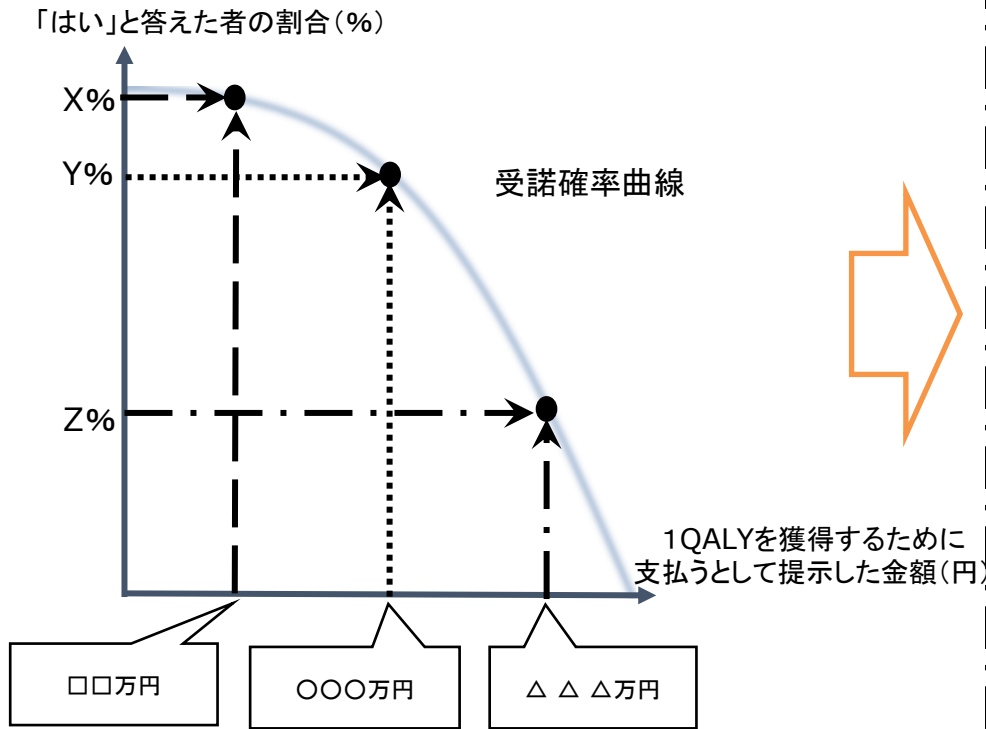 「はい」と答えた者の割合(%)
X%
Y%
受諾確率曲線
Z%
1QALYを獲得するために
支払うとして提示した金額(円)
□□万円
○○○万円
△ △ △万円